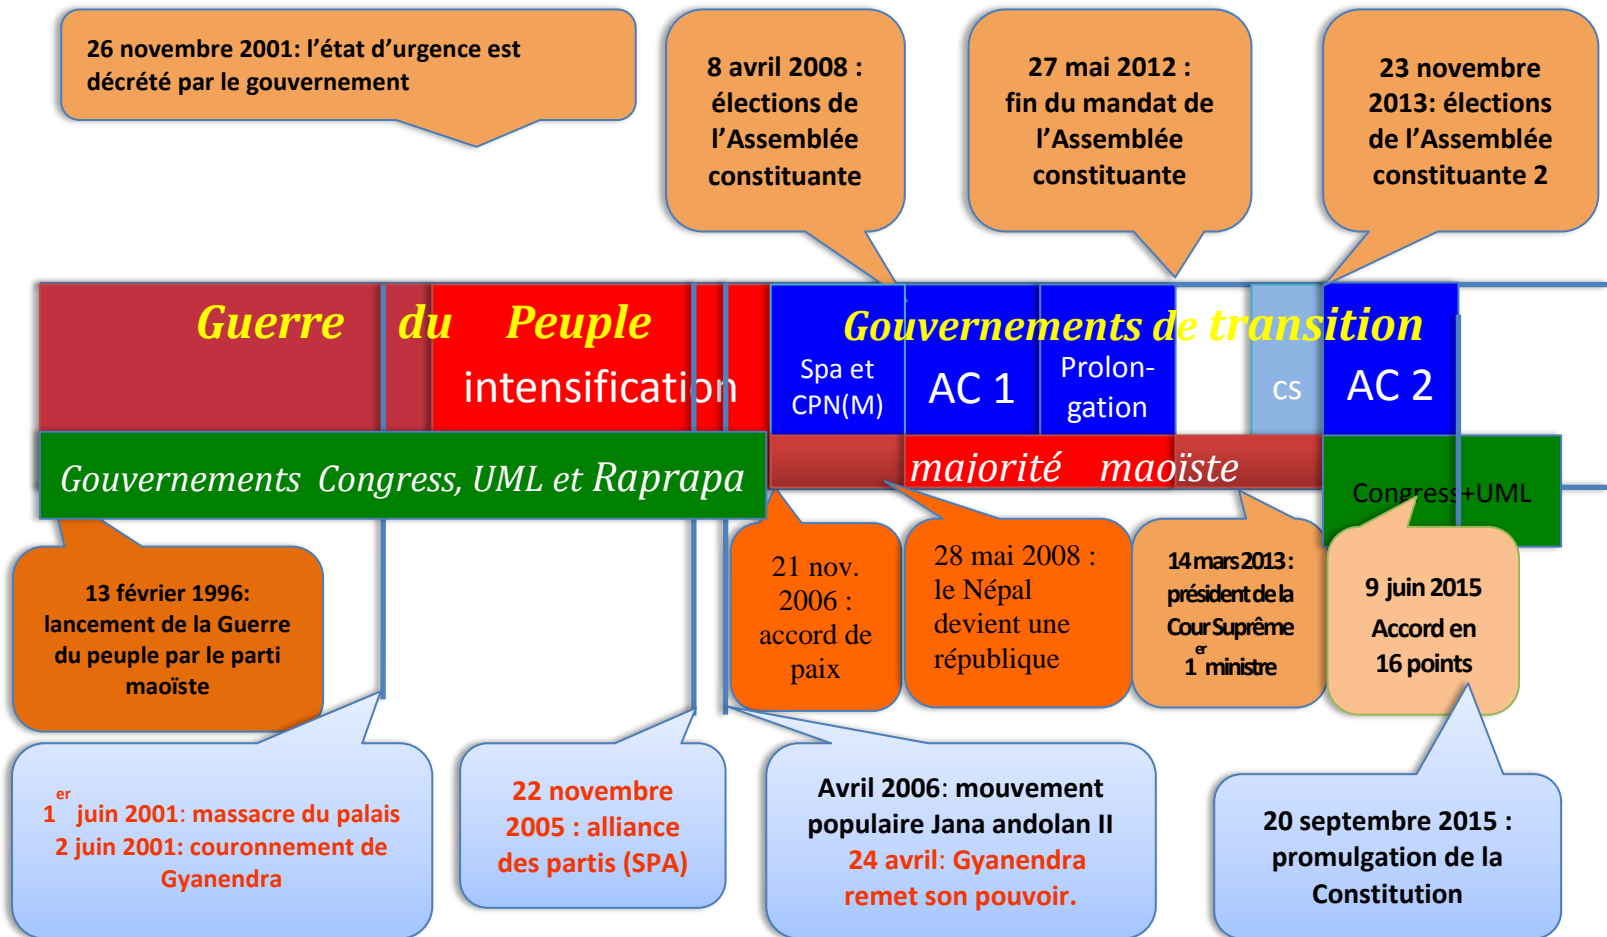 26 novembre 2001: l’état d’urgence est
décrété par le gouvernement
8 avril 2008 :
élections de
l’Assemblée
constituante
27 mai 2012 :
fin du mandat de
l’Assemblée
constituante
23 novembre
2013: élections
de l’Assemblée
constituante 2
Guerre du Peuple
intensification
Gouvernements de transition
Spa et
CPN(M)
AC 1
Prolon-
gation
cs
AC 2
Gouvernements Congress, UML et Raprapa
majorité maoïste
Congress+UML
13 février 1996:
lancement de la Guerre
du peuple par le parti
maoïste
21 nov.
2006 :
accord de
paix
28 mai 2008 :
le Népal
devient une
république
14 mars 2013 :
président de la
Cour Suprême
1er ministre
9 juin 2015
Accord en
16 points
1er juin 2001: massacre du palais
2 juin 2001: couronnement de
Gyanendra
22 novembre
2005 : alliance
des partis (SPA)
Avril 2006: mouvement
populaire Jana andolan II
24 avril: Gyanendra
remet son pouvoir.
20 septembre 2015 :
promulgation de la
Constitution